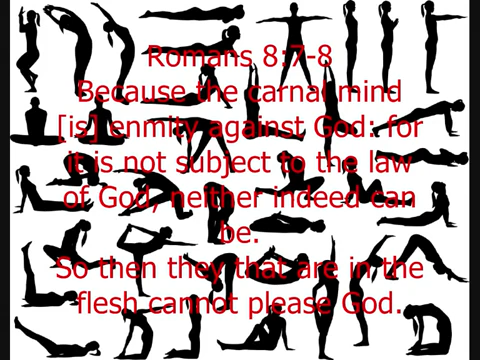 Romans 8:7-8
Because the carnal mind
[is] enmity against God: for
it is not subject to the law
of God, neither indeed can
be.
So then they that are in the
flesh cannot please God.